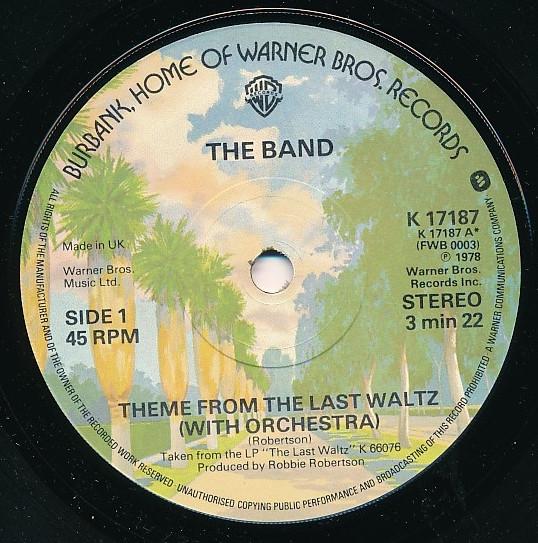 BURBANK, HOME OF WARNER BROS. RECORDS
THE BAND
K 17187
K 17187 A*
(FWB 0003)
℗ 1978
Warner Bros.
Records Inc.
STEREO
3 min 22
Made in UK
Warner Bros.
Music Ltd.
SIDE 1
45 RPM
THEME FROM THE LAST WALTZ
(WITH ORCHESTRA)
(Robertson)
Taken from the LP "The Last Waltz" K 66076
Produced by Robbie Robertson
ALL RIGHTS OF THE MANUFACTURER AND OF THE OWNER OF THE RECORDED WORK RESERVED · UNAUTHORISED COPYING PUBLIC PERFORMANCE AND BROADCASTING OF THIS RECORD PROHIBITED · A WARNER COMMUNICATIONS COMPANY